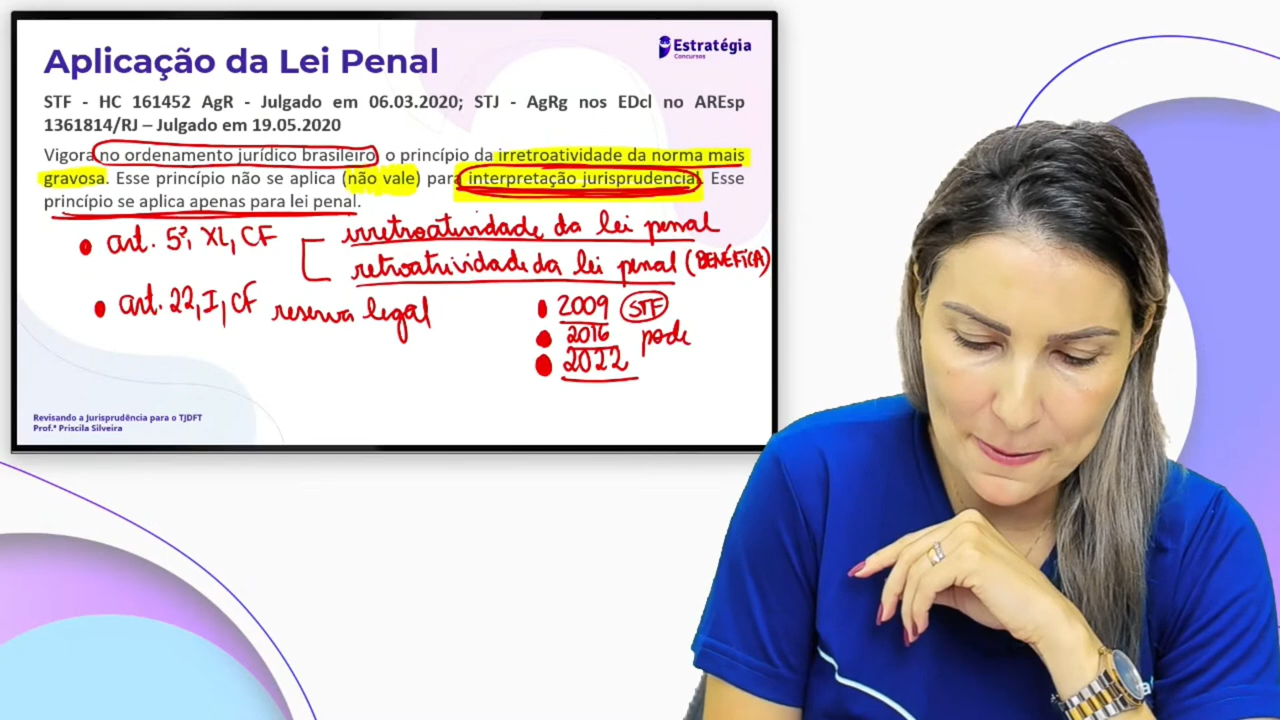 Aplicação da Lei Penal
Estratégia
Concursos
STF - HC 161452 AgR - Julgado em 06.03.2020; STJ - AgRg nos EDcl no AREsp
1361814/RJ – Julgado em 19.05.2020
Vigora no ordenamento jurídico brasileiro o princípio da irretroatividade da norma mais
gravosa. Esse princípio não se aplica (não vale) para interpretação jurisprudencial. Esse
princípio se aplica apenas para lei penal.
• art. 5º, XL, CF
irretroatividade da lei penal
retroatividade da lei penal (BENÉFICA)
• art. 22, I, CF reserva legal
• 2009 STF
• 2016 pode
• 2022
Revisando a Jurisprudência para o TJDFT
Prof.ª Priscila Silveira